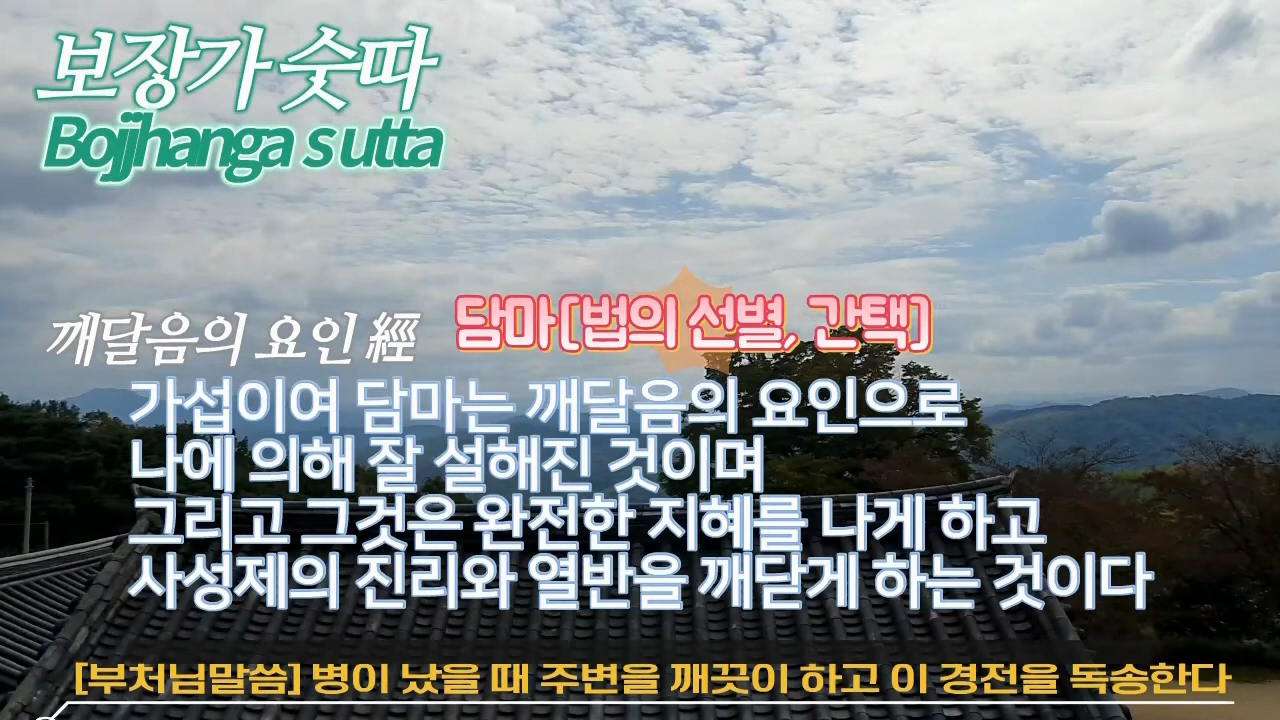 보장가 숫따
Bojjhanga sutta
깨달음의 요인 經
담마[법의 선별, 간택]
가섭이여 담마는 깨달음의 요인으로
나에 의해 잘 설해진 것이며
그리고 그것은 완전한 지혜를 나게 하고
사성제의 진리와 열반을 깨닫게 하는 것이다
[부처님말씀] 병이 났을 때 주변을 깨끗이 하고 이 경전을 독송한다